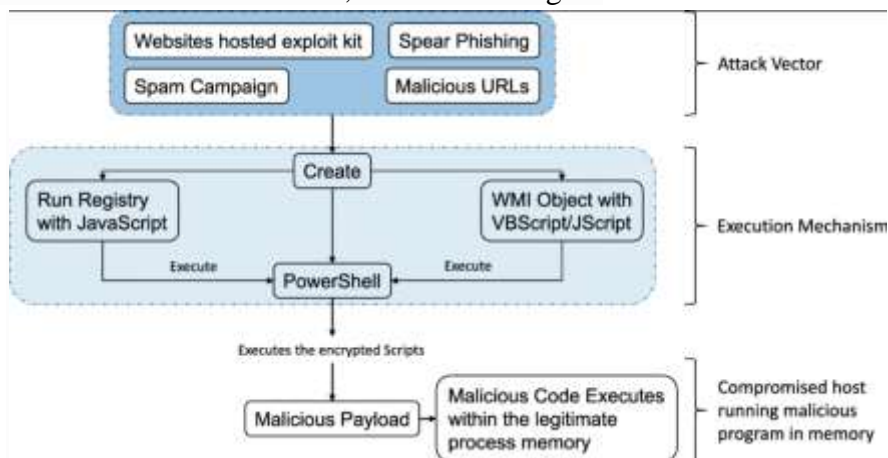 Websites hosted exploit kit
Spear Phishing
Spam Campaign
Malicious URLs
Attack Vector
Create
Run Registry
with JavaScript
WMI Object with
VBScript/JScript
Execution Mechanism
Execute
Execute
PowerShell
Executes the encrypted Scripts
Malicious Payload
Malicious Code Executes
within the legitimate
process memory
Compromised host
running malicious
program in memory